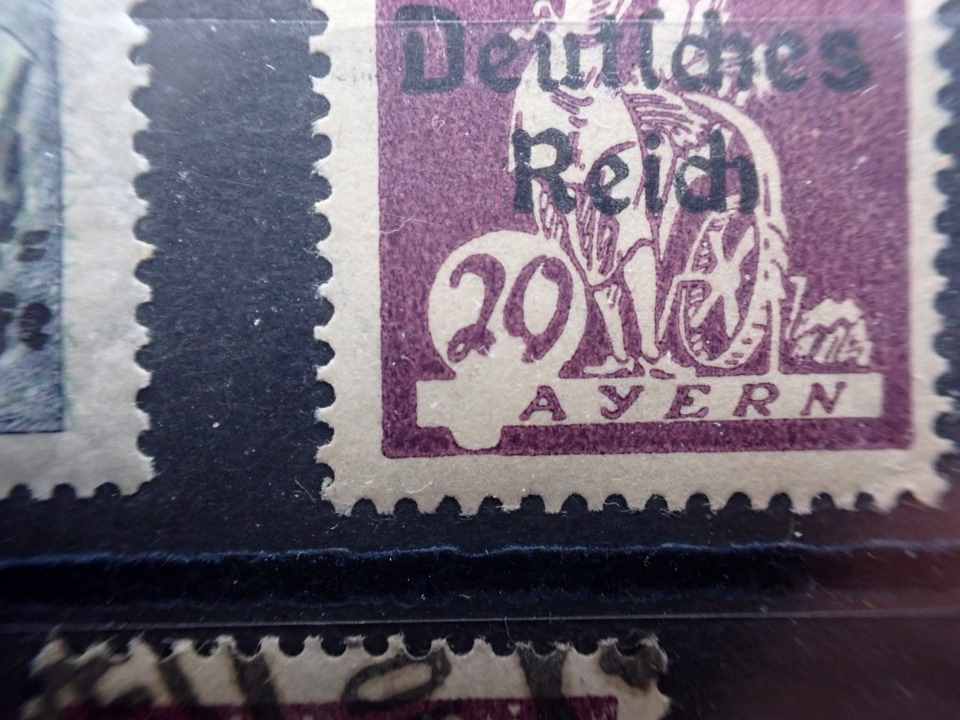 Deutsches
Reich
20
AYERN